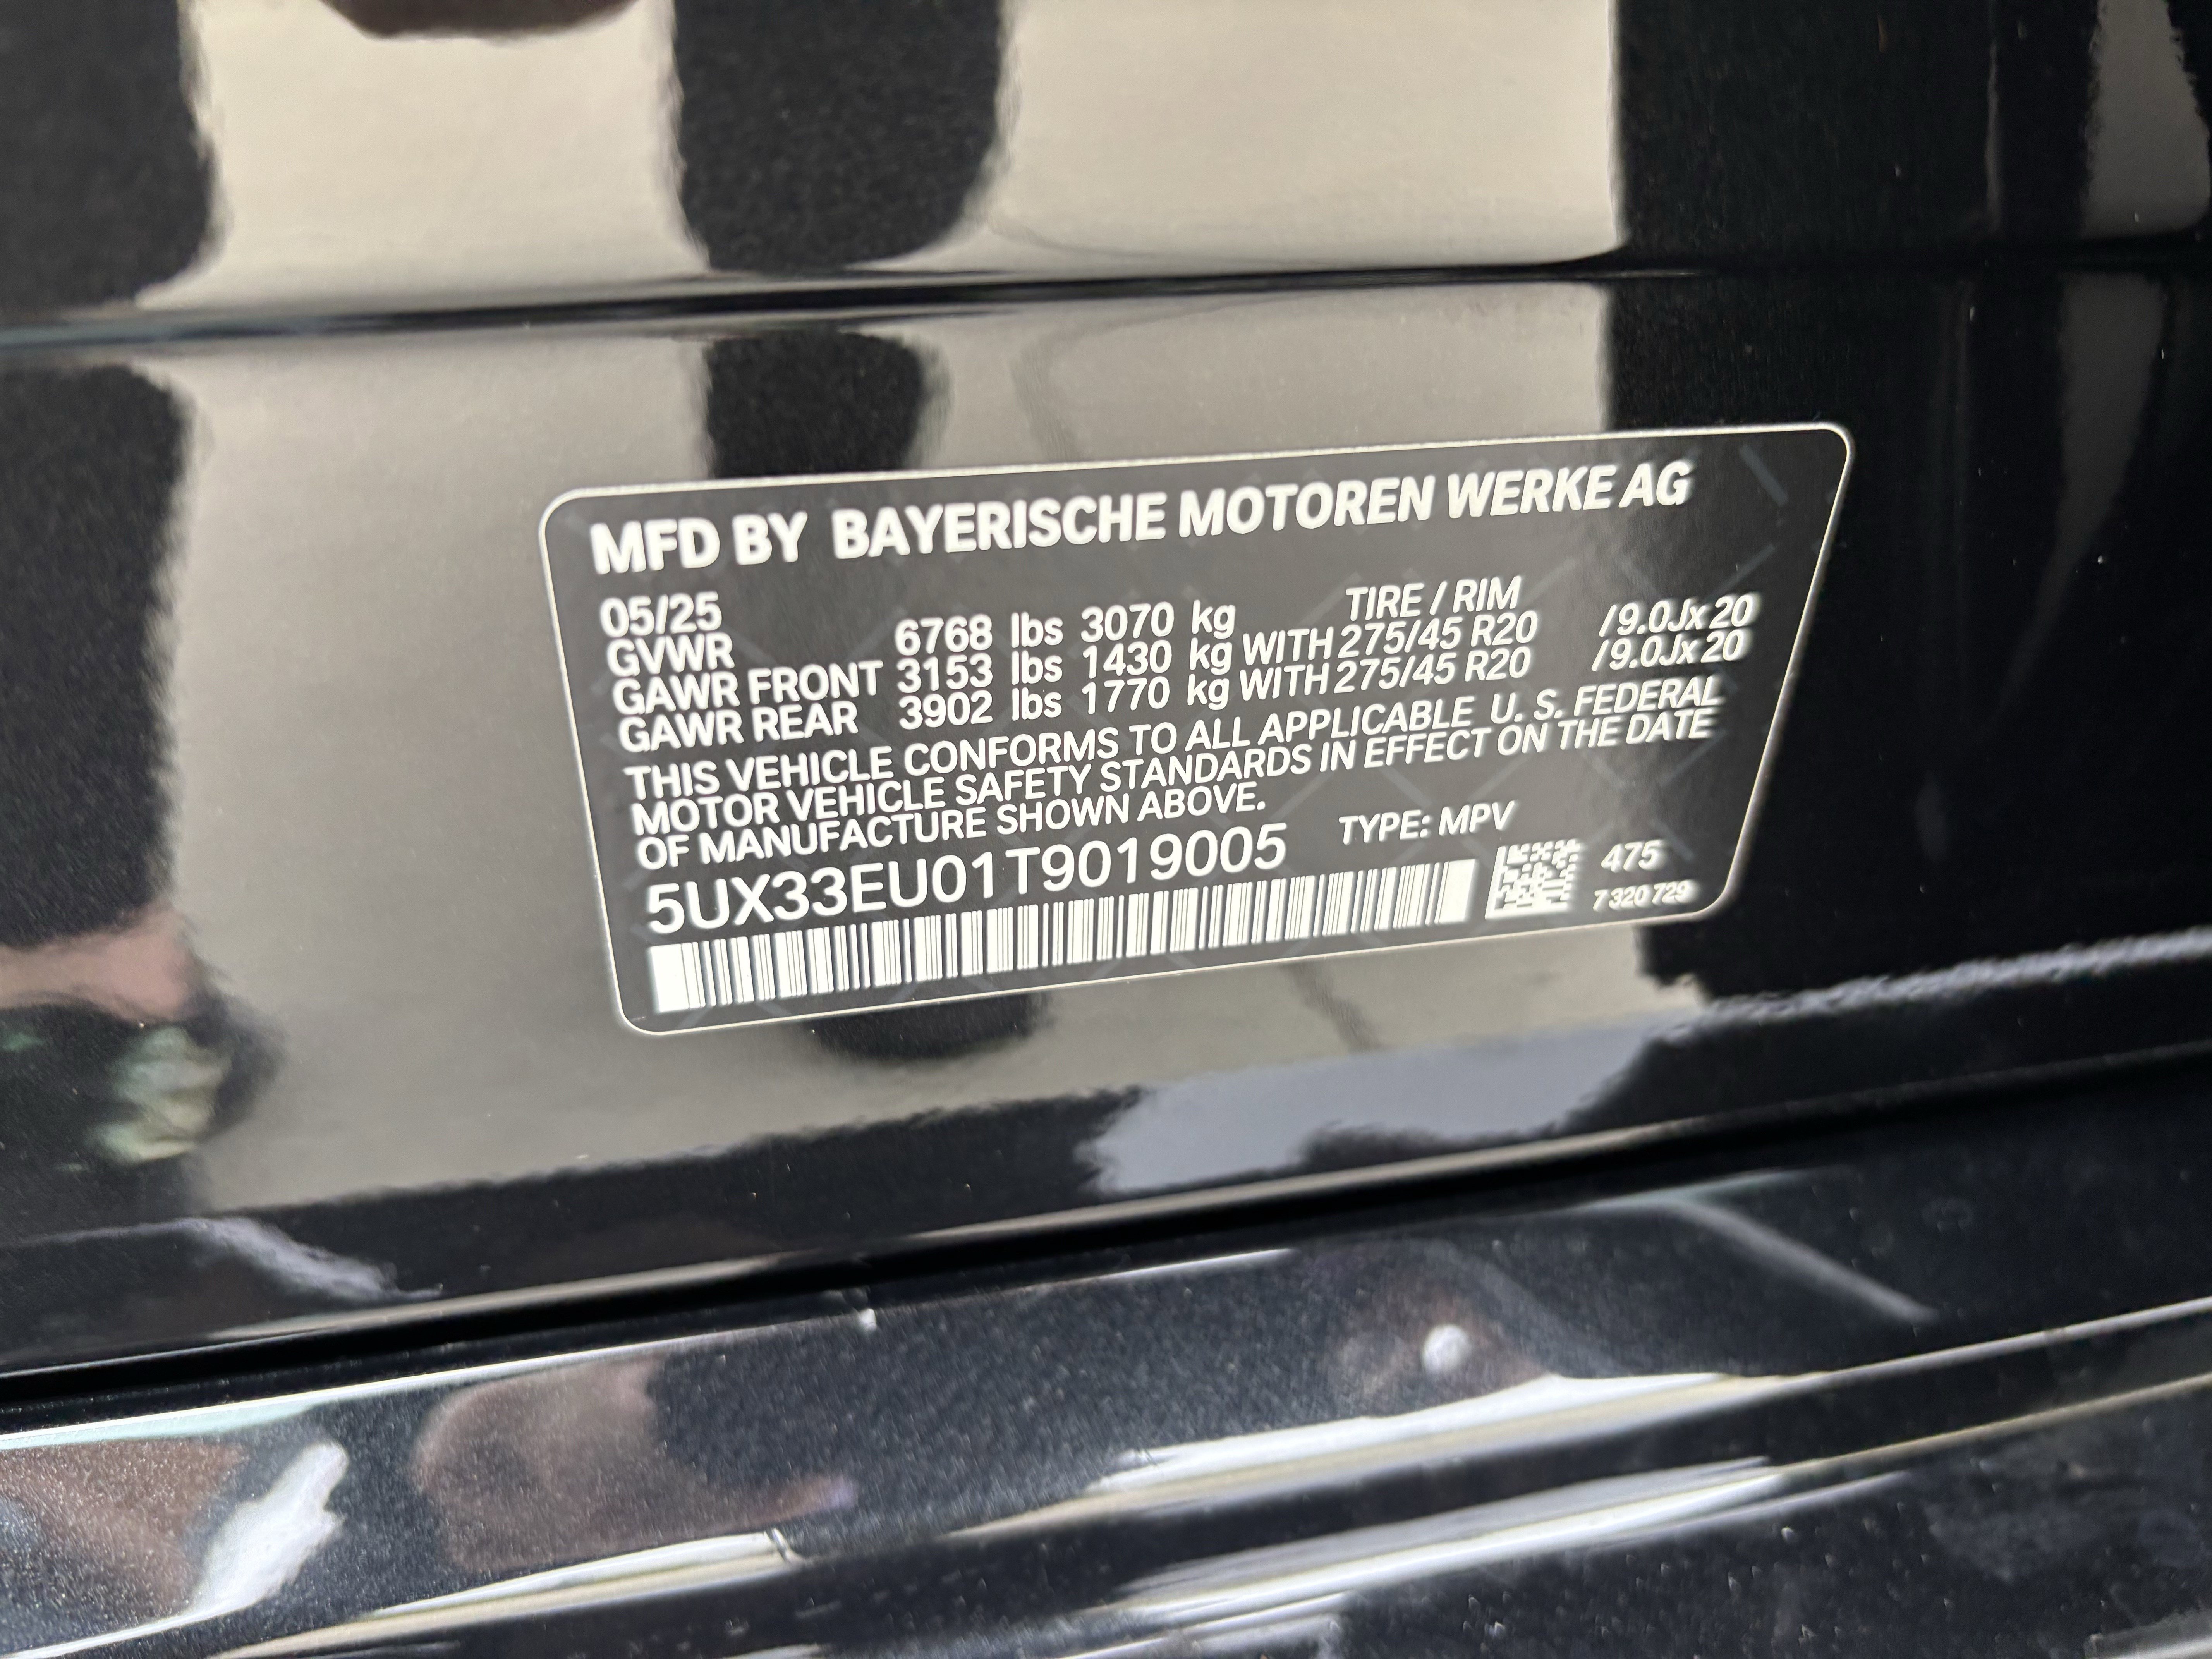 MFD BY BAYERISCHE MOTOREN WERKE AG
05/25 TIRE / RIM
GVWR 6768 lbs 3070 kg
GAWR FRONT 3153 lbs 1430 kg WITH 275/45 R20 /9.0Jx20
GAWR REAR 3902 lbs 1770 kg WITH 275/45 R20 /9.0Jx20
THIS VEHICLE CONFORMS TO ALL APPLICABLE U. S. FEDERAL
MOTOR VEHICLE SAFETY STANDARDS IN EFFECT ON THE DATE
OF MANUFACTURE SHOWN ABOVE.
5UX33EU01T9019005 TYPE: MPV
475
7 320 729